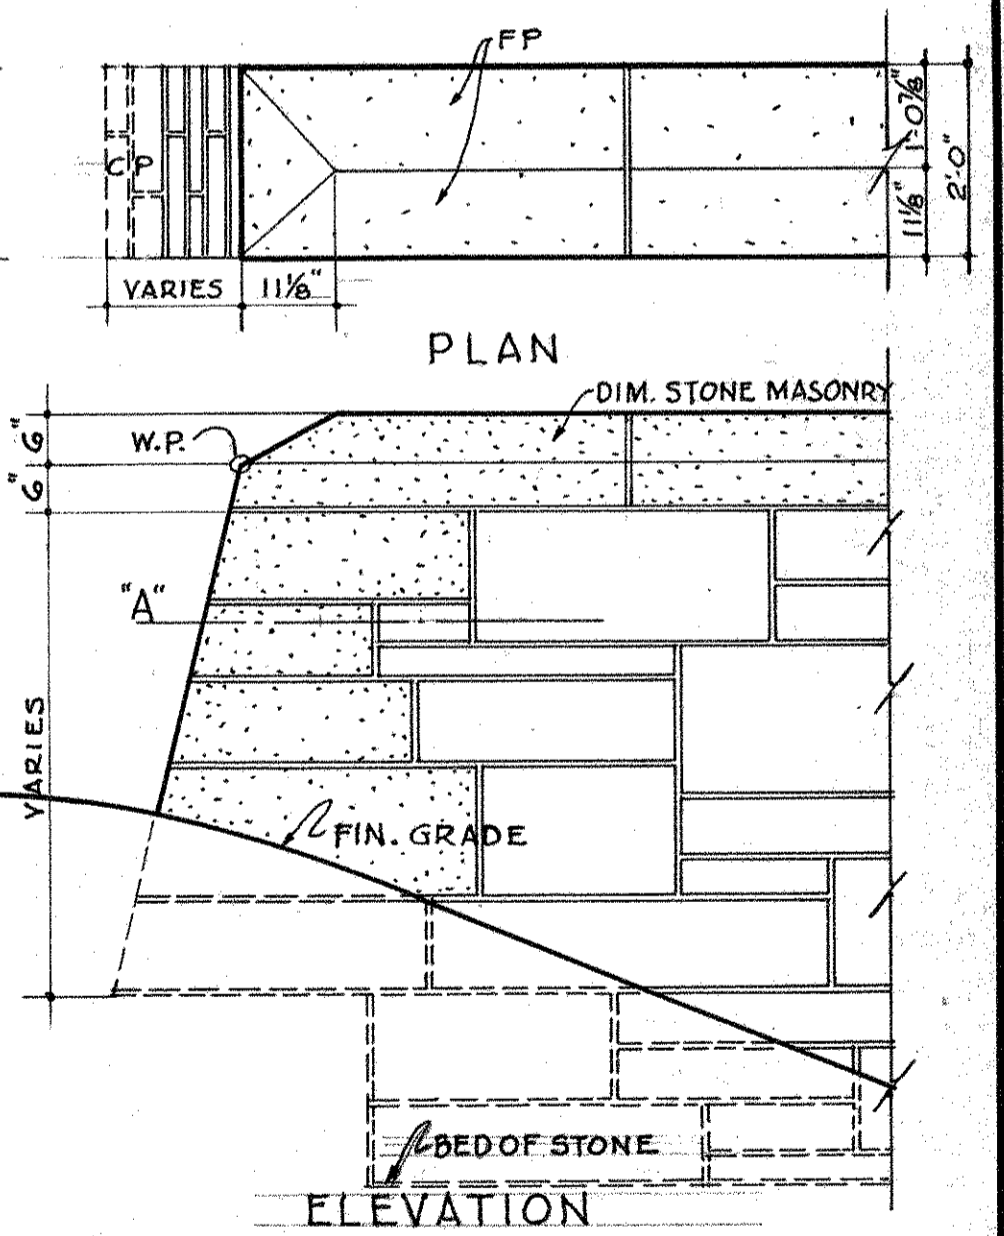 FP
CP
1'-0⅞"
11⅛"
2'-0"
VARIES 11⅛"
PLAN
DIM. STONE MASONRY
6"
W.P.
6"
"A"
VARIES
FIN. GRADE
BED OF STONE
ELEVATION